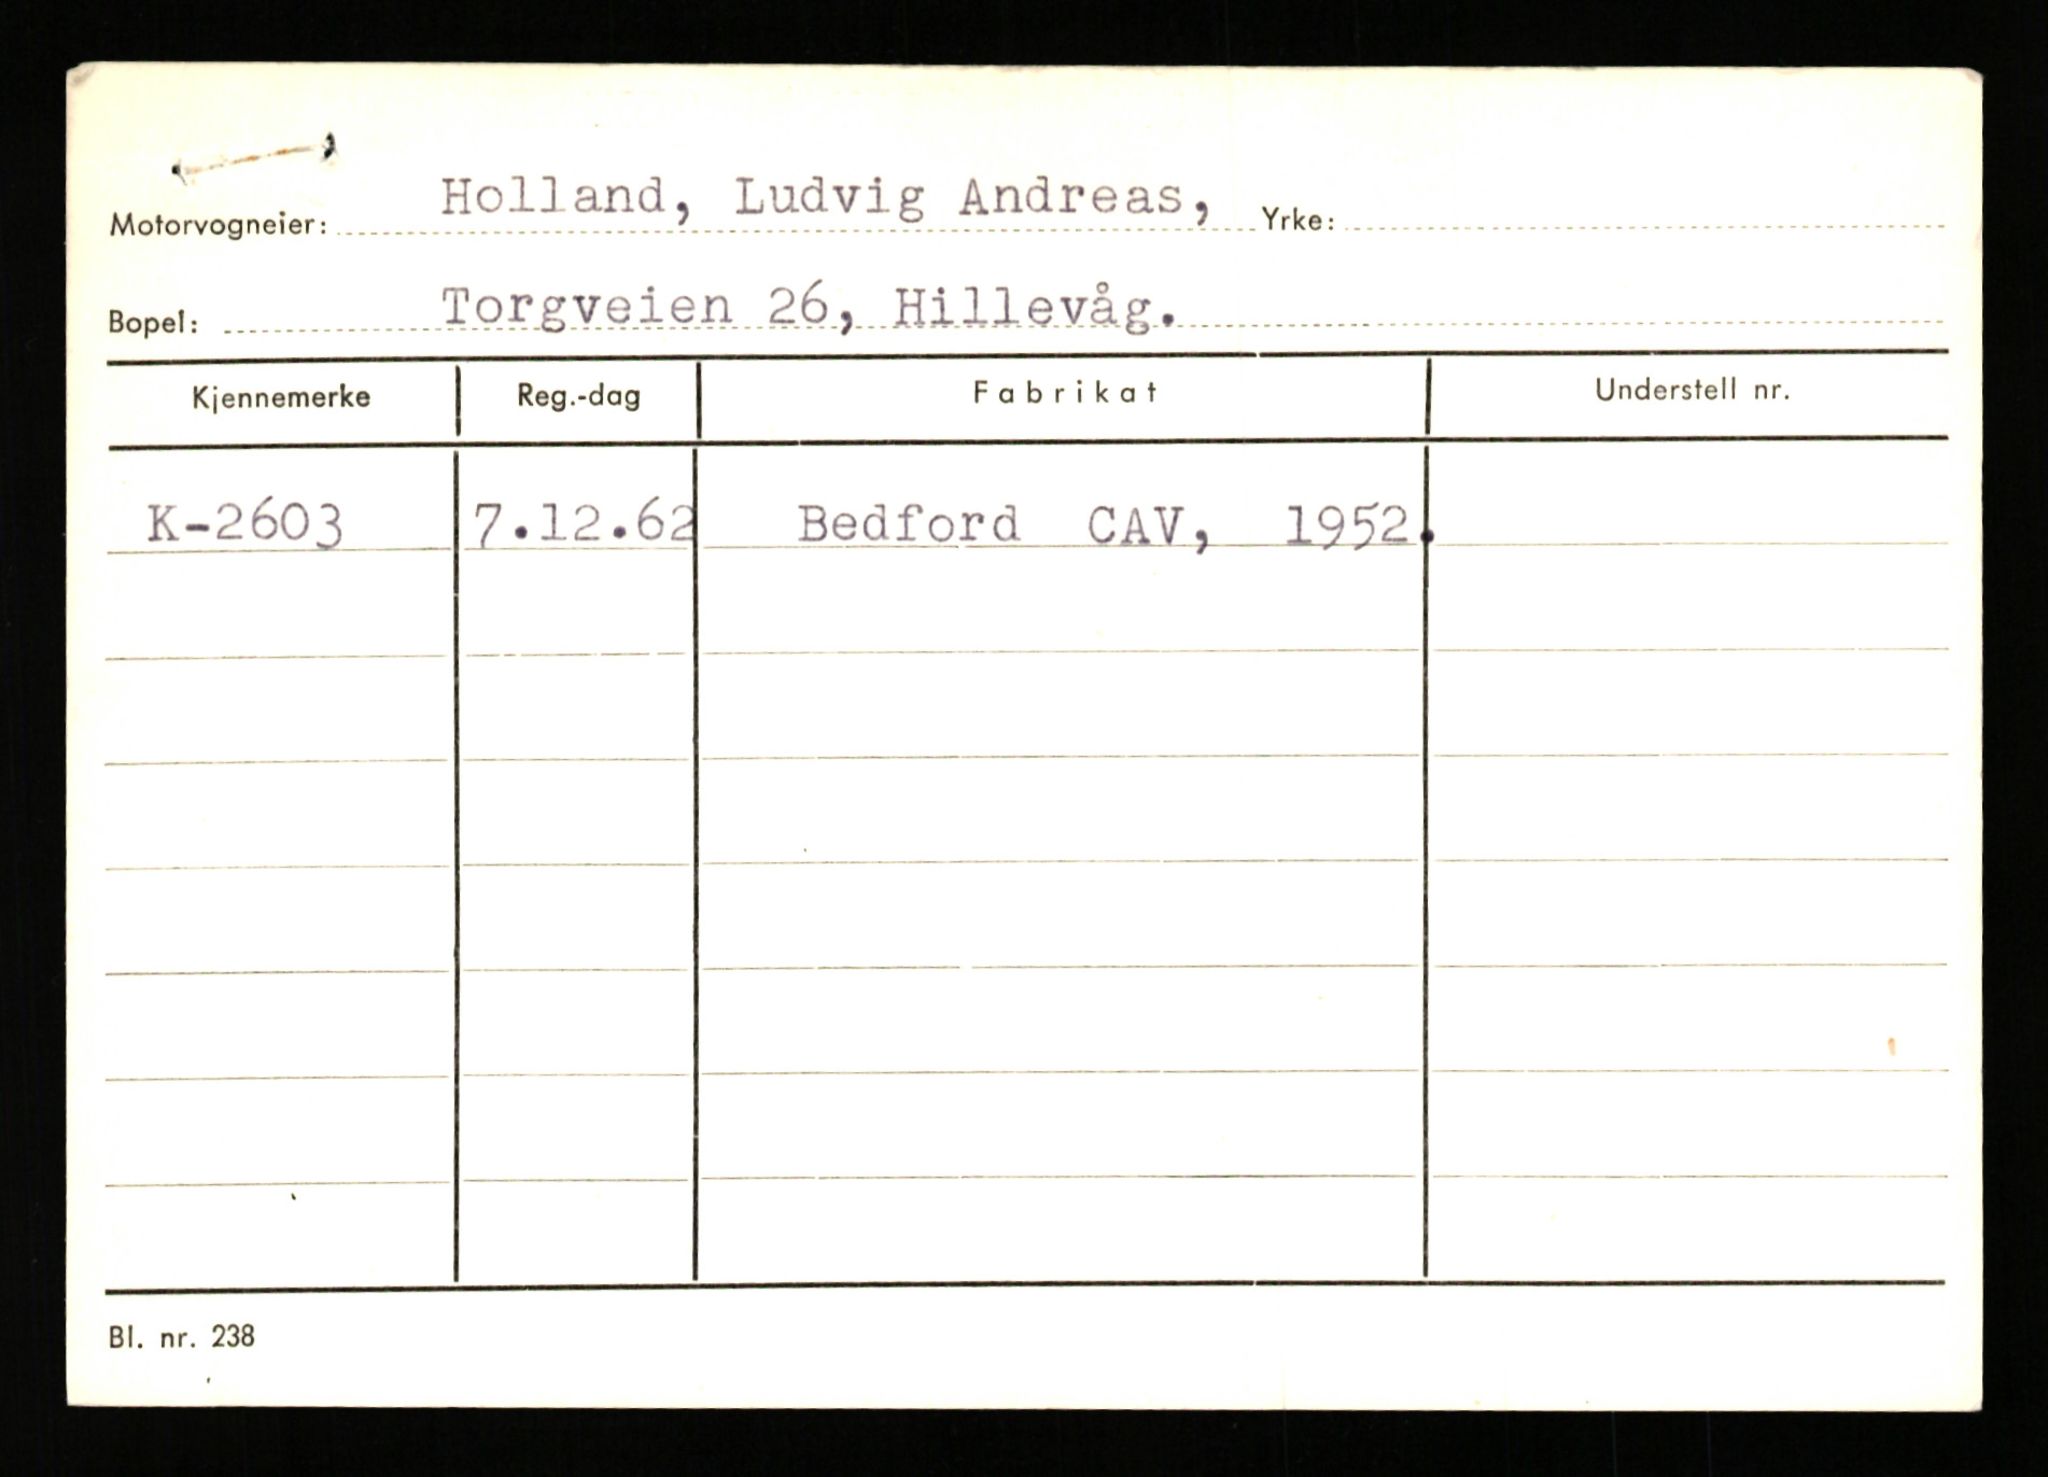 Motorvogneier: Holland, Ludvig Andreas, Yrke:
Bopel: Torgveien 26, Hillevåg.
Kjennemerke Reg.-dag Fabrikat Understell nr.
K-2603 7.12.62 Bedford CAV, 1952.
Bl. nr. 238